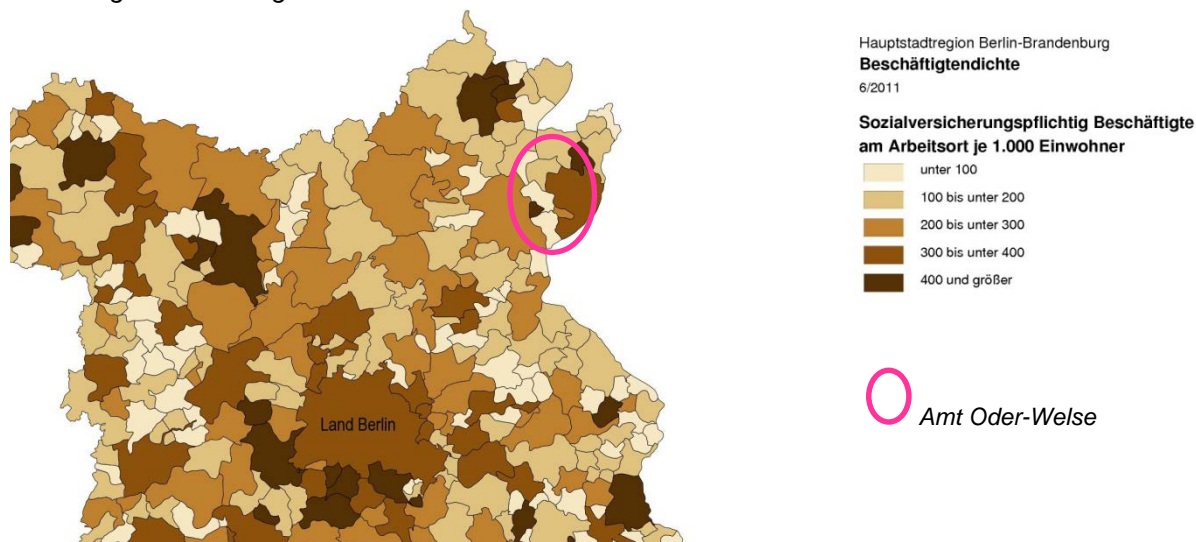 Hauptstadtregion Berlin-Brandenburg
Beschäftigtendichte
6/2011
Sozialversicherungspflichtig Beschäftigte
am Arbeitsort je 1.000 Einwohner
unter 100
100 bis unter 200
200 bis unter 300
300 bis unter 400
400 und größer
Amt Oder-Welse
Land Berlin